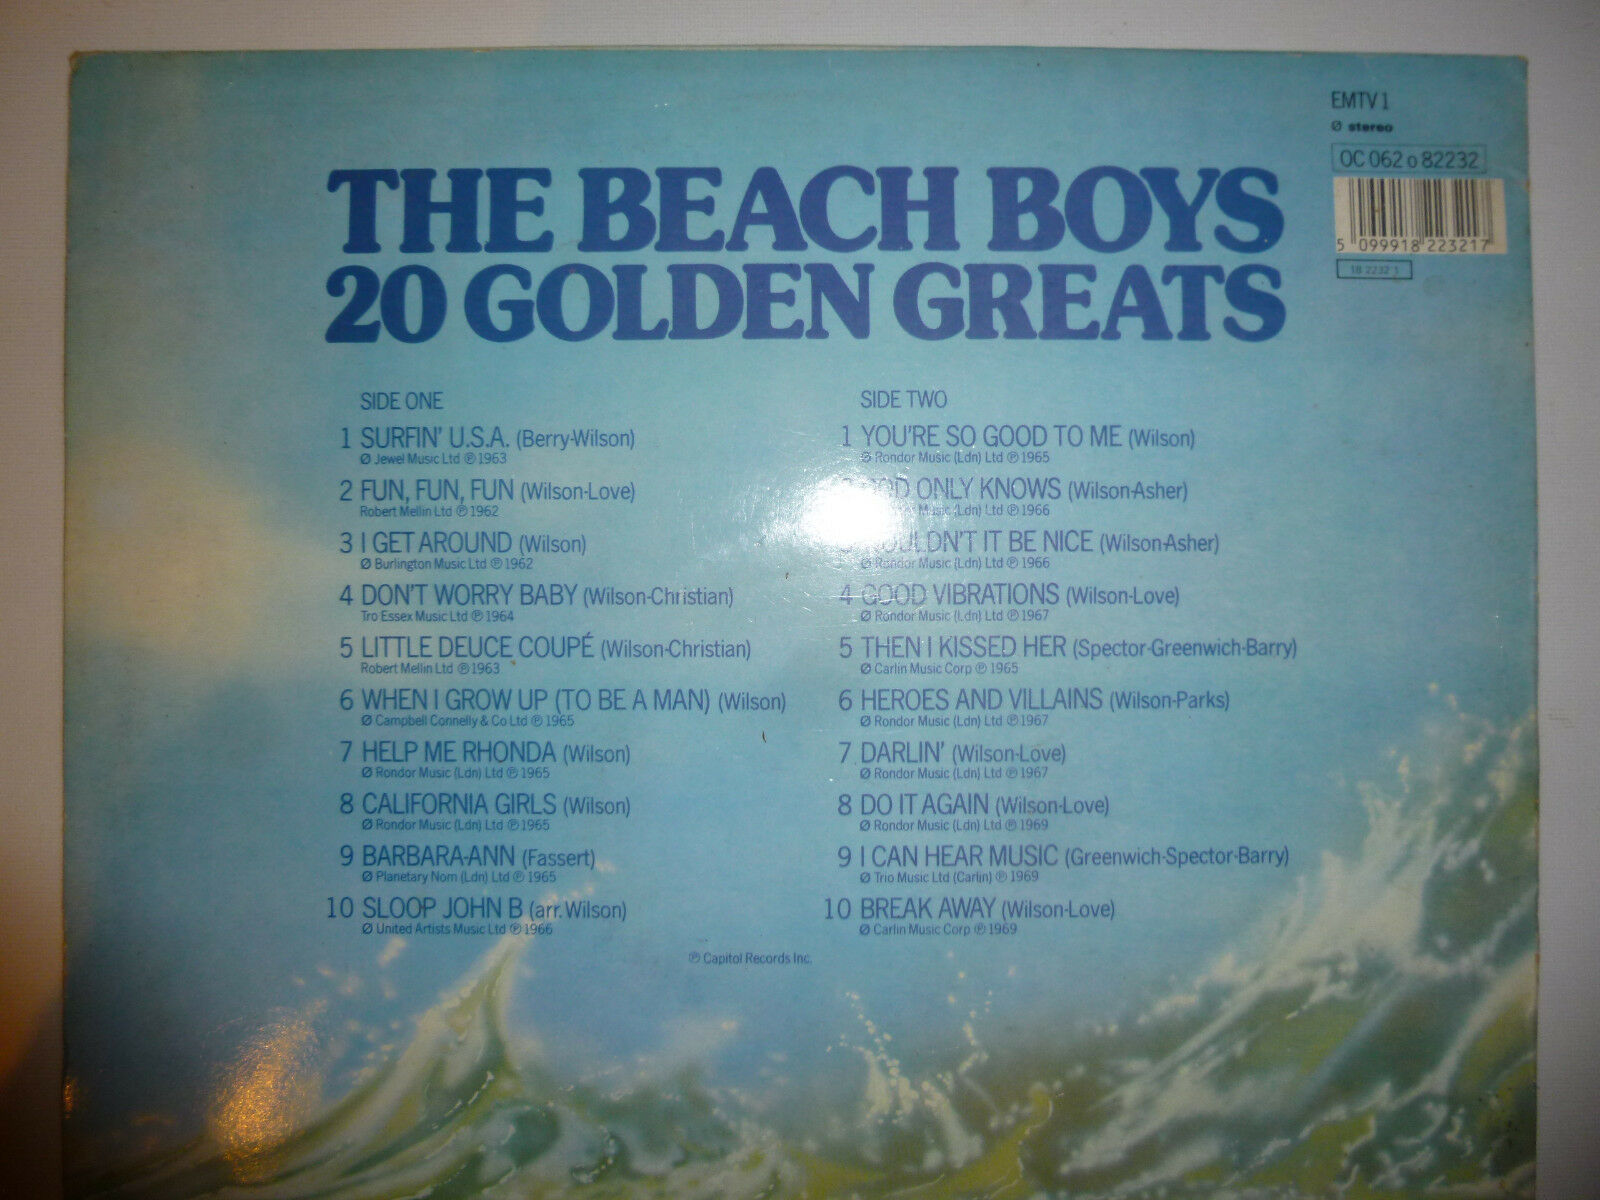 EMTV 1
Ø stereo
OC 062 o 82232
5 099918 223217
18 2232 1
THE BEACH BOYS
20 GOLDEN GREATS
SIDE ONE
1 SURFIN' U.S.A. (Berry-Wilson)
Ø Jewel Music Ltd ℗ 1963
2 FUN, FUN, FUN (Wilson-Love)
Robert Mellin Ltd ℗ 1962
3 I GET AROUND (Wilson)
Ø Burlington Music Ltd ℗ 1962
4 DON'T WORRY BABY (Wilson-Christian)
Tro Essex Music Ltd ℗ 1964
5 LITTLE DEUCE COUPÉ (Wilson-Christian)
Robert Mellin Ltd ℗ 1963
6 WHEN I GROW UP (TO BE A MAN) (Wilson)
Ø Campbell Connelly & Co Ltd ℗ 1965
7 HELP ME RHONDA (Wilson)
Ø Rondor Music (Ldn) Ltd ℗ 1965
8 CALIFORNIA GIRLS (Wilson)
Ø Rondor Music (Ldn) Ltd ℗ 1965
9 BARBARA-ANN (Fassert)
Ø Planetary Nom (Ldn) Ltd ℗ 1965
10 SLOOP JOHN B (arr. Wilson)
Ø United Artists Music Ltd ℗ 1966
SIDE TWO
1 YOU'RE SO GOOD TO ME (Wilson)
Ø Rondor Music (Ldn) Ltd ℗ 1965
ONLY KNOWS (Wilson-Asher)
Music (Ldn) Ltd ℗ 1966
WOULDN'T IT BE NICE (Wilson-Asher)
Ø Rondor Music (Ldn) Ltd ℗ 1966
4 GOOD VIBRATIONS (Wilson-Love)
Ø Rondor Music (Ldn) Ltd ℗ 1967
5 THEN I KISSED HER (Spector-Greenwich-Barry)
Ø Carlin Music Corp ℗ 1965
6 HEROES AND VILLAINS (Wilson-Parks)
Ø Rondor Music (Ldn) Ltd ℗ 1967
7 DARLIN' (Wilson-Love)
Ø Rondor Music (Ldn) Ltd ℗ 1967
8 DO IT AGAIN (Wilson-Love)
Ø Rondor Music (Ldn) Ltd ℗ 1969
9 I CAN HEAR MUSIC (Greenwich-Spector-Barry)
Ø Trio Music Ltd (Carlin) ℗ 1969
10 BREAK AWAY (Wilson-Love)
Ø Carlin Music Corp ℗ 1969
℗ Capitol Records Inc.